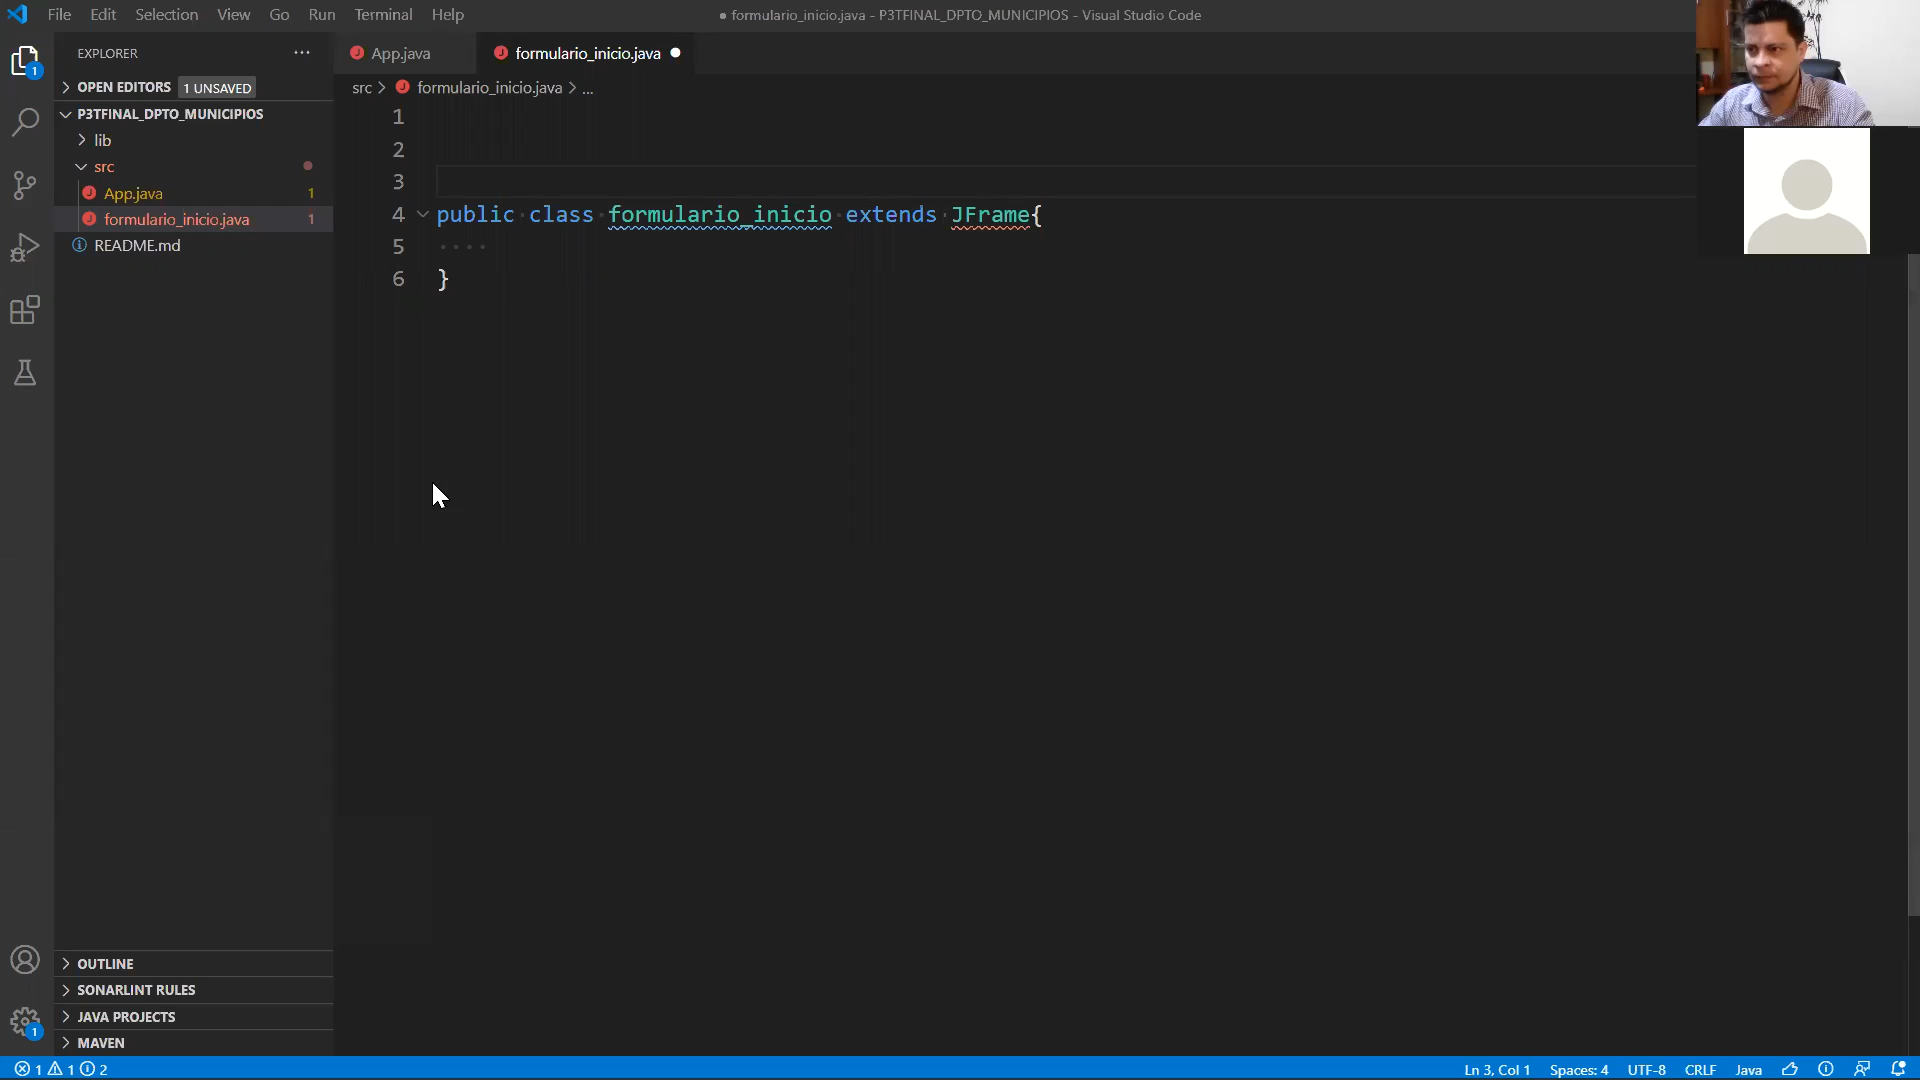 File Edit Selection View Go Run Terminal Help
● formulario_inicio.java - P3TFINAL_DPTO_MUNICIPIOS - Visual Studio Code
EXPLORER ···
OPEN EDITORS 1 UNSAVED
P3TFINAL_DPTO_MUNICIPIOS
lib
src
App.java 1
formulario_inicio.java 1
README.md
OUTLINE
SONARLINT RULES
JAVA PROJECTS
MAVEN
1
1
App.java
formulario_inicio.java
src > formulario_inicio.java > ...
1
2
3
4 public class formulario_inicio extends JFrame{
5
6 }
1 1 2
Ln 3, Col 1 Spaces: 4 UTF-8 CRLF Java